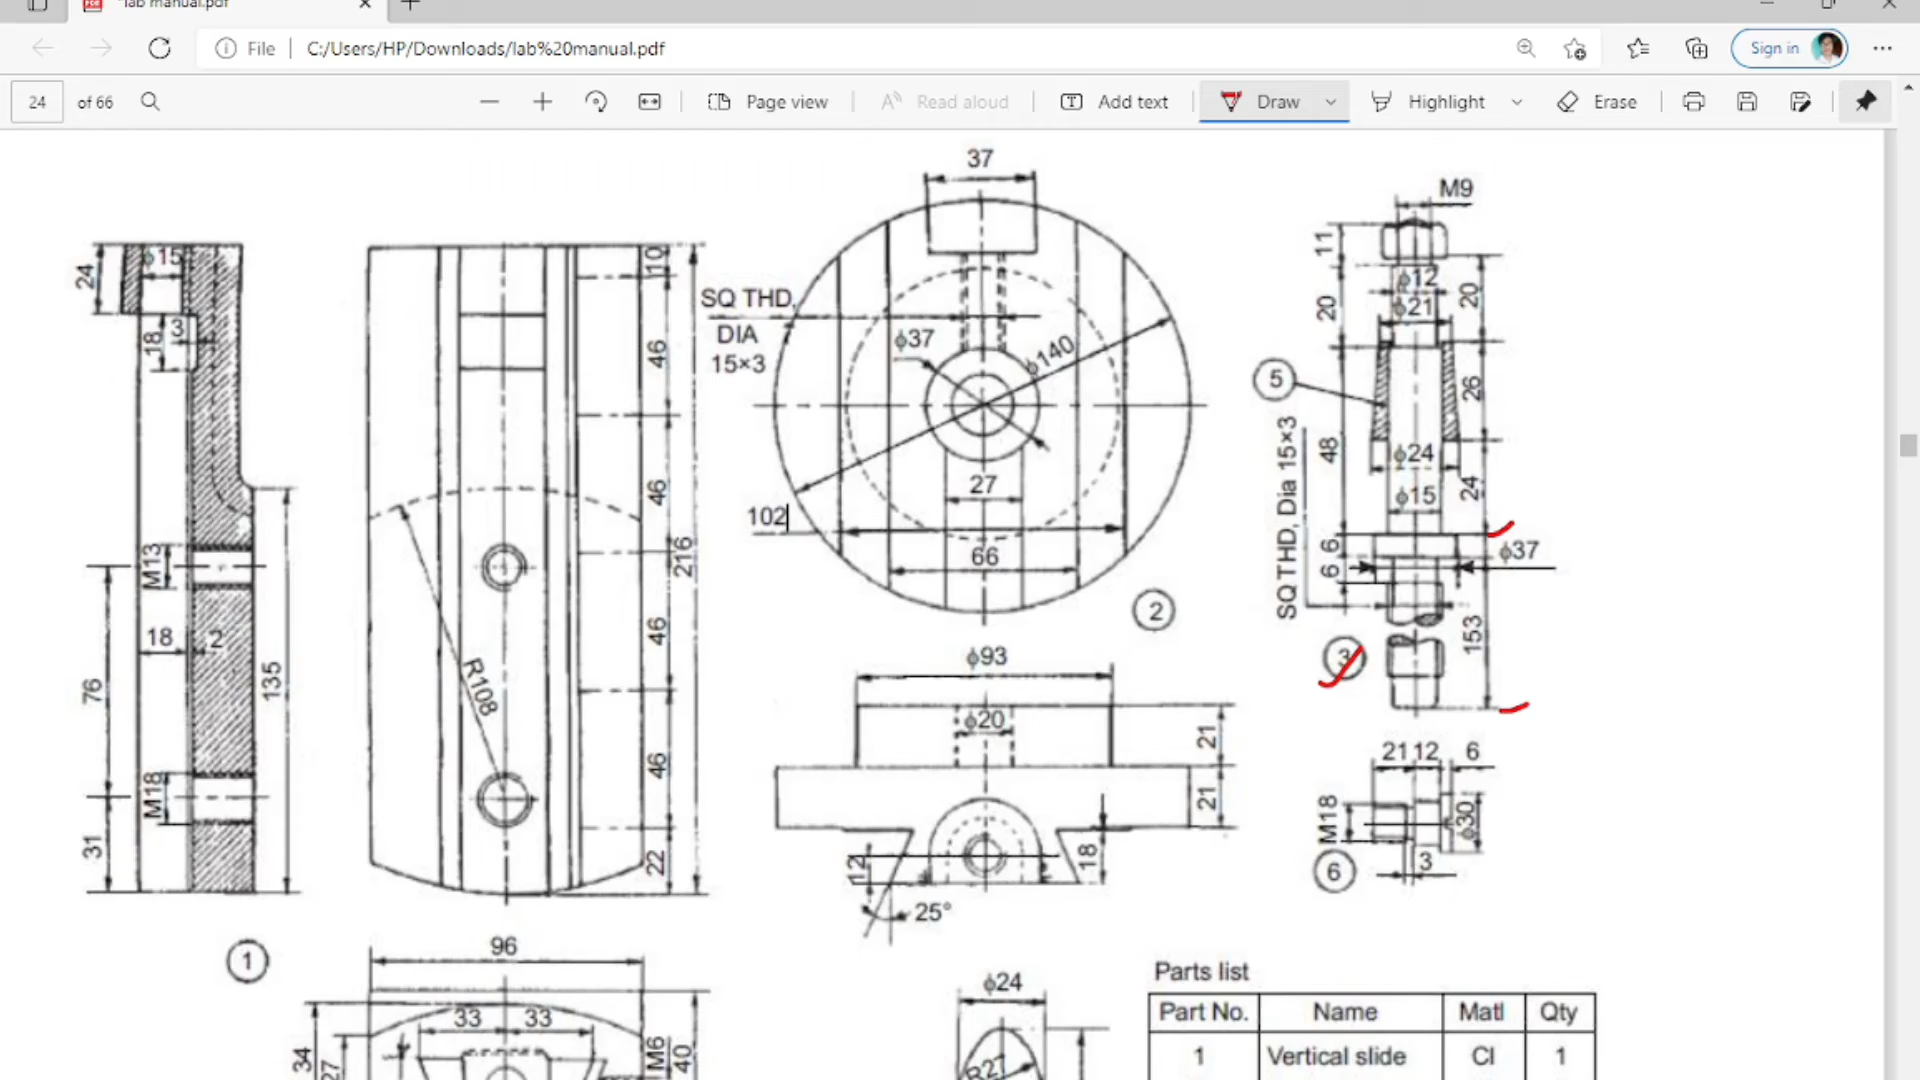 lab manual.pdf
File C:/Users/HP/Downloads/lab%20manual.pdf Sign in
24 of 66 Page view Read aloud Add text Draw Highlight Erase
37
M9
24 ϕ15 10
11 ϕ12
SQ THD. 20 ϕ21 20
DIA
15×3
18 3 46 ϕ37 ϕ140
5 26
48 ϕ24
46 27 ϕ15 24
102
66
M13 216 6 ϕ37
6
SQ THD, Dia 15×3
2
18 2 46 153
ϕ93 3
76 135 R108
ϕ20 21
46 21 12 6
M18 21 M18 ϕ30
31 22 12 18 3
6
25°
1 96
Parts list
ϕ24
Part No. Name Matl Qty
33 33
34 27 M6 40 R27
1 Vertical slide CI 1